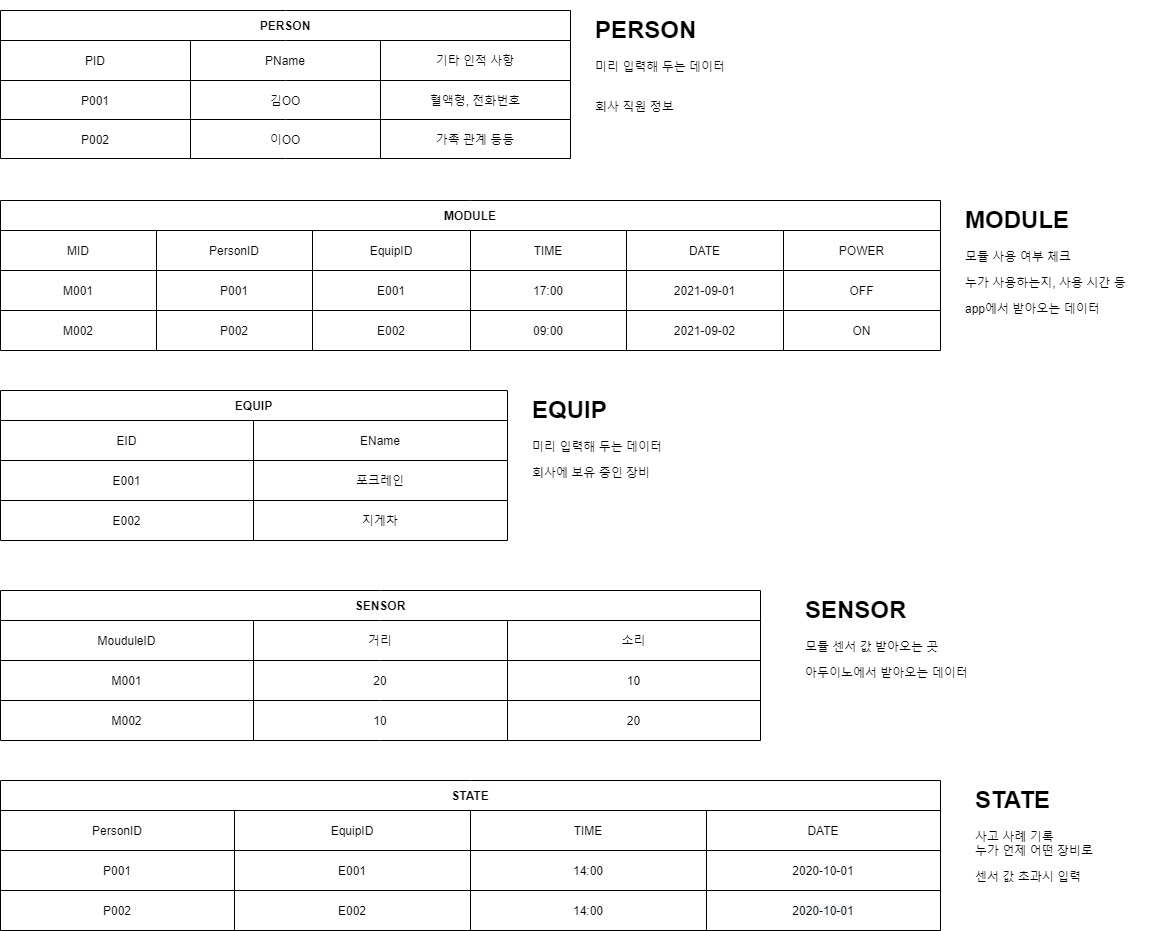 PERSON
PID PName 기타 인적 사항
P001 김OO 혈액형, 전화번호
P002 이OO 가족 관계 등등
PERSON
미리 입력해 두는 데이터
회사 직원 정보
MODULE
MID PersonID EquipID TIME DATE POWER
M001 P001 E001 17:00 2021-09-01 OFF
M002 P002 E002 09:00 2021-09-02 ON
MODULE
모듈 사용 여부 체크
누가 사용하는지, 사용 시간 등
app에서 받아오는 데이터
EQUIP
EID EName
E001 포크레인
E002 지게차
EQUIP
미리 입력해 두는 데이터
회사에 보유 중인 장비
SENSOR
MouduleID 거리 소리
M001 20 10
M002 10 20
SENSOR
모듈 센서 값 받아오는 곳
아두이노에서 받아오는 데이터
STATE
PersonID EquipID TIME DATE
P001 E001 14:00 2020-10-01
P002 E002 14:00 2020-10-01
STATE
사고 사례 기록
누가 언제 어떤 장비로
센서 값 초과시 입력